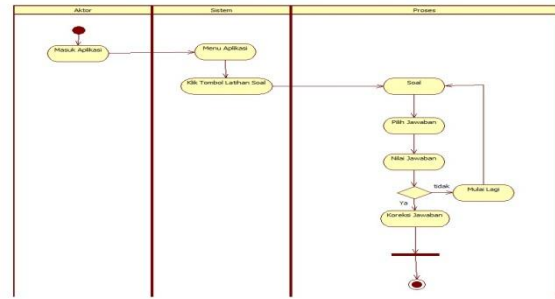 Aktor
Sistem
Proses
Masuk Aplikasi
Menu Aplikasi
Klik Tombol Latihan Soal
Soal
Pilih Jawaban
Nilai Jawaban
tidak
Mulai Lagi
Ya
Koreksi Jawaban